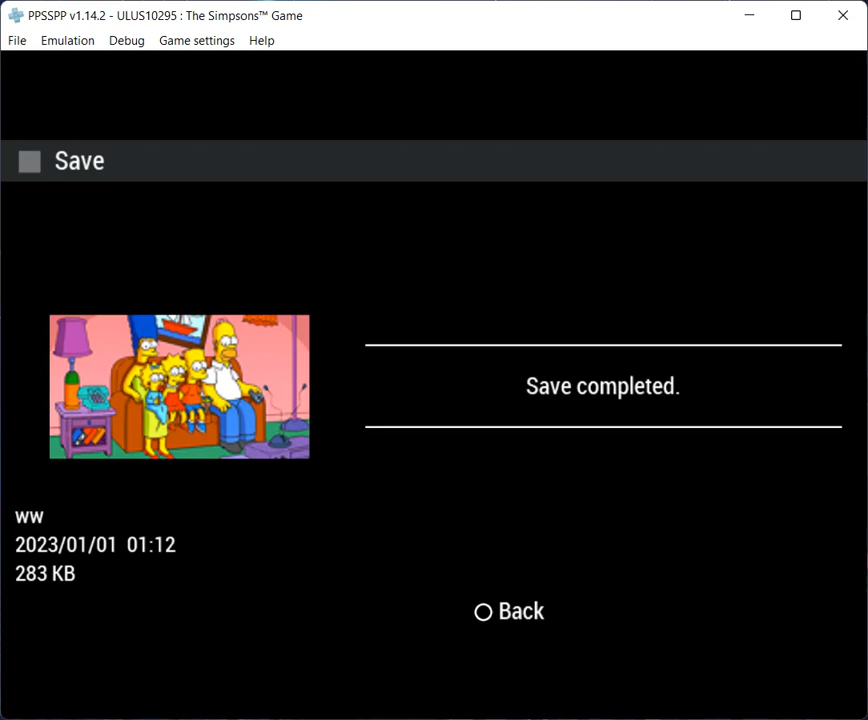 PPSSPP v1.14.2 - ULUS10295 : The Simpsons™ Game
File Emulation Debug Game settings Help
Save
Save completed.
ww
2023/01/01 01:12
283 KB
Back